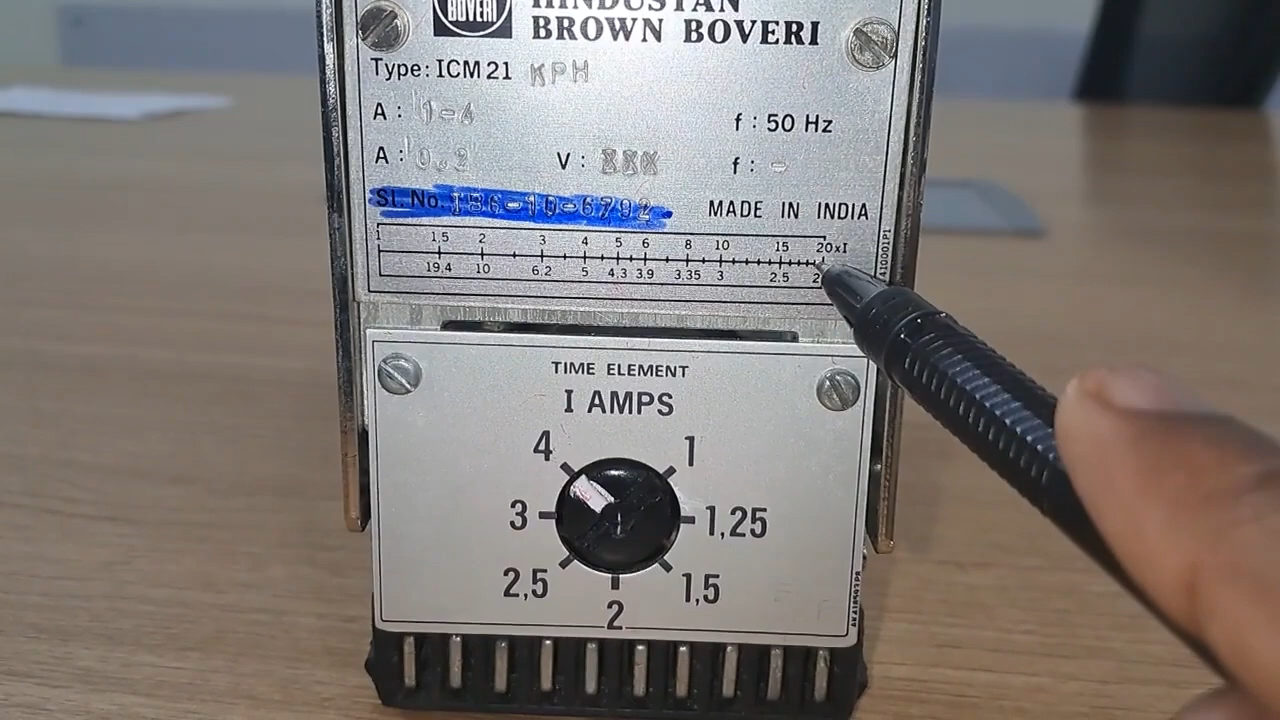 BOVERI
HINDUSTAN
BROWN BOVERI
Type: ICM 21 KPH
A: 1-4 f: 50 Hz
A: 0.2 V: XXX f: -
Sl. No. MADE IN INDIA
1 1,5 2 3 4 5 6 8 10 15 20xI
19,4 10 6,2 5 4,3 3,9 3,35 3 2,5
TIME ELEMENT
I AMPS
4 1
3 1,25
2,5 1,5
2